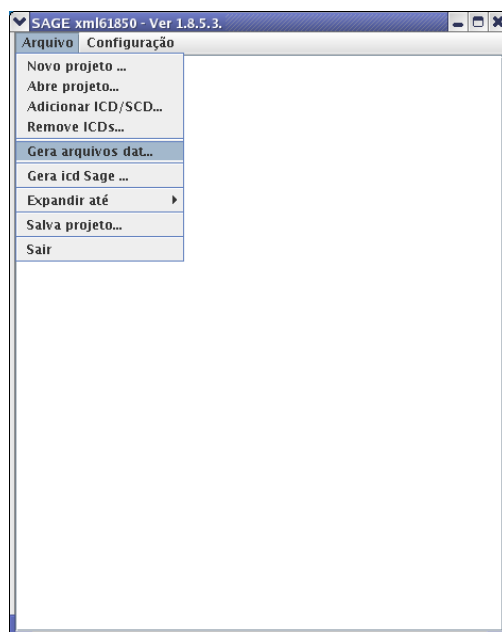 SAGE xml61850 - Ver 1.8.5.3.
Arquivo Configuração
Novo projeto ...
Abre projeto...
Adicionar ICD/SCD...
Remove ICDs...
Gera arquivos dat...
Gera icd Sage ...
Expandir até
Salva projeto...
Sair